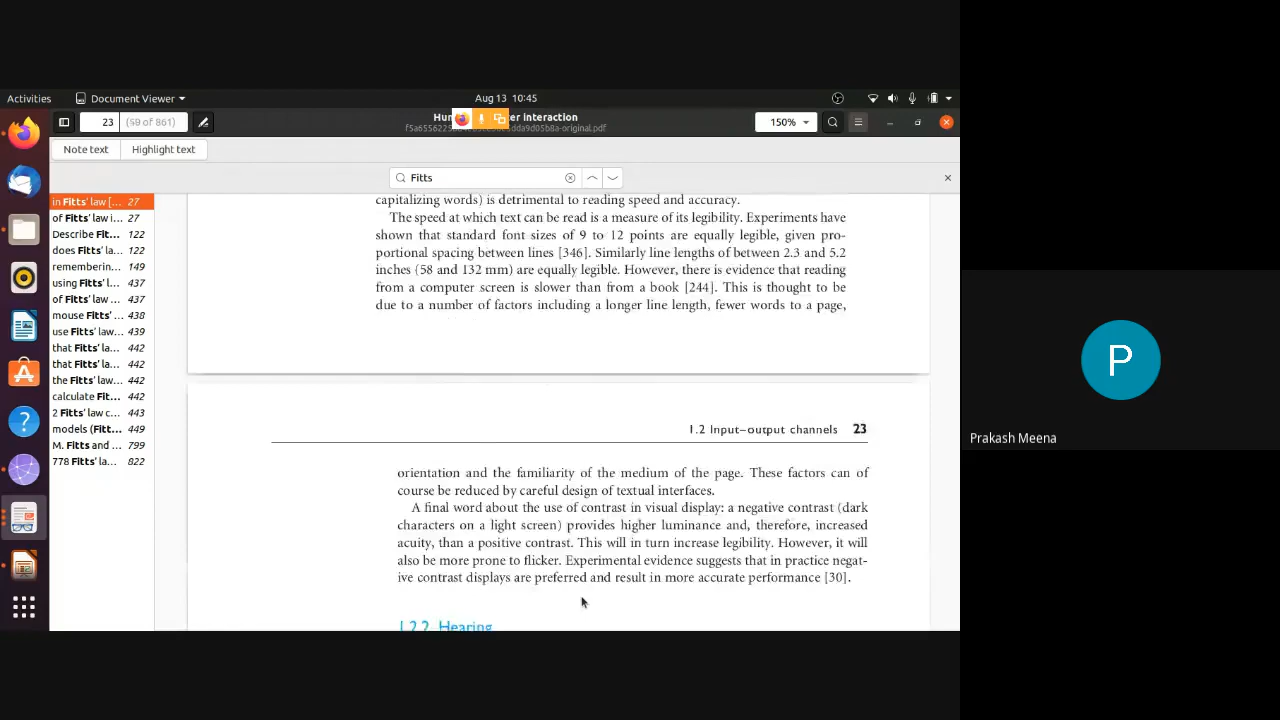 Activities
Document Viewer
Aug 13 10:45
23
(59 of 861)
Hum
er Interaction
-original.pdf
150%
Note text
Highlight text
Fitts
in Fitts' law [... 27
of Fitts' law i... 27
Describe Fitt... 122
does Fitts' la... 122
rememberin... 149
using Fitts' l... 437
of Fitts' law ... 437
mouse Fitts' ... 438
use Fitts' law... 439
that Fitts' la... 442
that Fitts' la... 442
the Fitts' law... 442
calculate Fit... 442
2 Fitts' law c... 443
models (Fitt... 449
M. Fitts and ... 799
778 Fitts' la... 822
capitalizing words) is detrimental to reading speed and accuracy.
The speed at which text can be read is a measure of its legibility. Experiments have
shown that standard font sizes of 9 to 12 points are equally legible, given pro-
portional spacing between lines [346]. Similarly line lengths of between 2.3 and 5.2
inches (58 and 132 mm) are equally legible. However, there is evidence that reading
from a computer screen is slower than from a book [244]. This is thought to be
due to a number of factors including a longer line length, fewer words to a page,
1.2 Input–output channels 23
orientation and the familiarity of the medium of the page. These factors can of
course be reduced by careful design of textual interfaces.
A final word about the use of contrast in visual display: a negative contrast (dark
characters on a light screen) provides higher luminance and, therefore, increased
acuity, than a positive contrast. This will in turn increase legibility. However, it will
also be more prone to flicker. Experimental evidence suggests that in practice negat-
ive contrast displays are preferred and result in more accurate performance [30].
1.2.2 Hearing
P
Prakash Meena